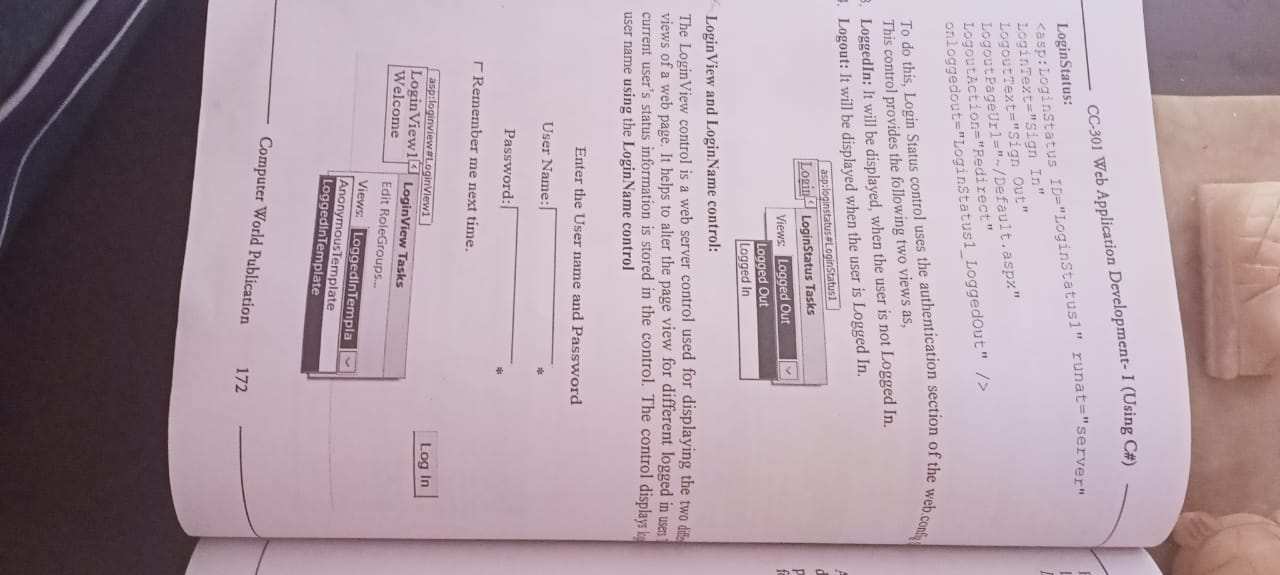 CC-301 Web Application Development- I (Using C#)
LoginStatus:
<asp:LoginStatus ID="LoginStatus1" runat="server"
LoginText="Sign In"
LogoutText="Sign Out"
LogoutPageUrl="~/Default.aspx"
LogoutAction="Redirect"
onloggedout="LoginStatus1_LoggedOut" />
To do this, Login Status control uses the authentication section of the web.config
This control provides the following two views as,
3. LoggedIn: It will be displayed, when the user is not Logged In.
4. Logout: It will be displayed when the user is Logged In.
asp:loginstatus#LoginStatus1
Login
LoginStatus Tasks
Views: Logged Out
Logged Out
Logged In
LoginView and LoginName control:
The LoginView control is a web server control used for displaying the two
views of a web page. It helps to alter the page view for different logged in users
current user's status information is stored in the control. The control displays
user name using the LoginName control
Enter the User name and Password
User Name: *
Password: *
Remember me next time.
Log In
asp:loginview#LoginView1
LoginView1
Welcome
LoginView Tasks
Edit RoleGroups...
Views: LoggedInTempla
AnonymousTemplate
LoggedInTemplate
Computer World Publication 172